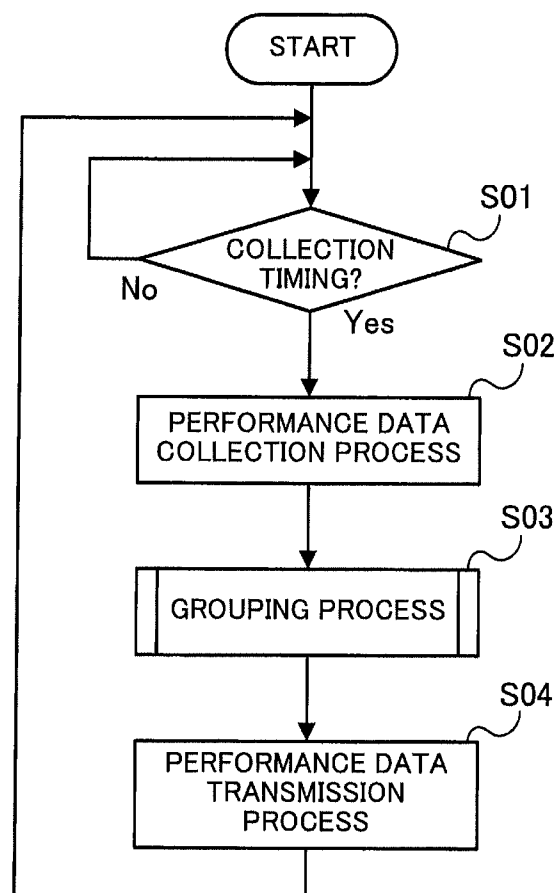 START
S01
COLLECTION
TIMING?
No
Yes
S02
PERFORMANCE DATA
COLLECTION PROCESS
S03
GROUPING PROCESS
S04
PERFORMANCE DATA
TRANSMISSION
PROCESS